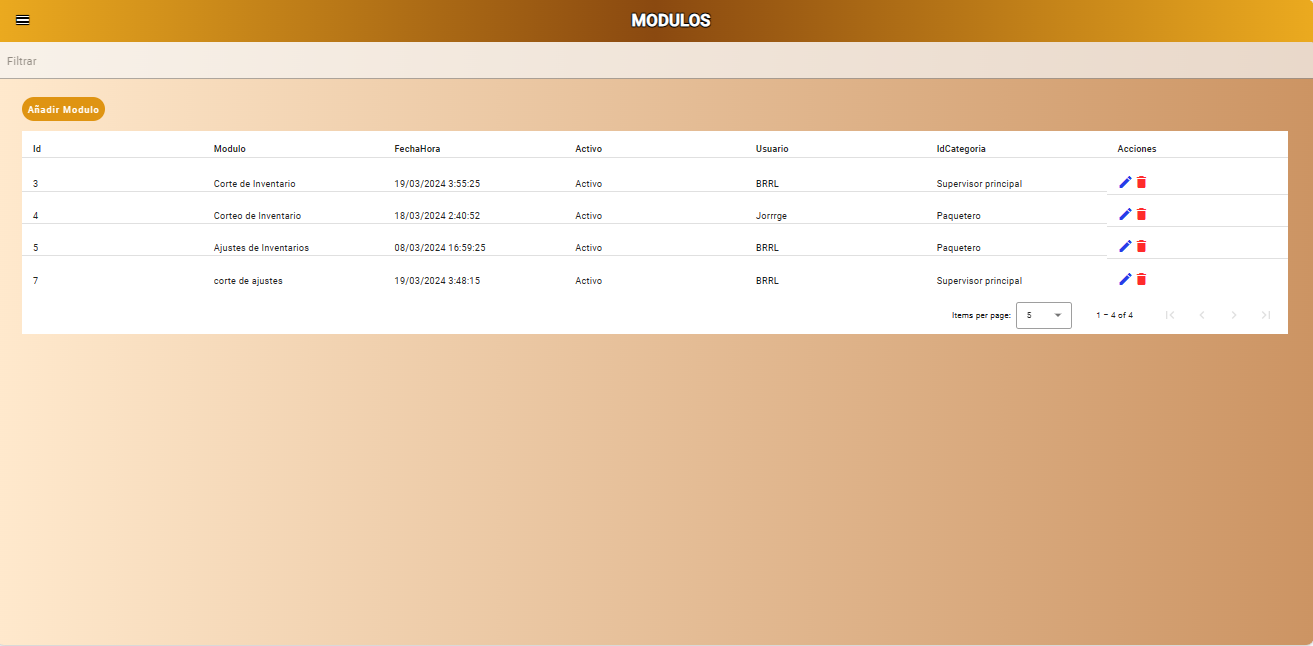 MODULOS
Filtrar
Añadir Modulo
Id Modulo FechaHora Activo Usuario IdCategoria Acciones
3 Corte de Inventario 19/03/2024 3:55:25 Activo BRRL Supervisor principal
4 Corteo de Inventario 18/03/2024 2:40:52 Activo Jorrrge Paquetero
5 Ajustes de Inventarios 08/03/2024 16:59:25 Activo BRRL Paquetero
7 corte de ajustes 19/03/2024 3:48:15 Activo BRRL Supervisor principal
Items per page: 5 1 – 4 of 4